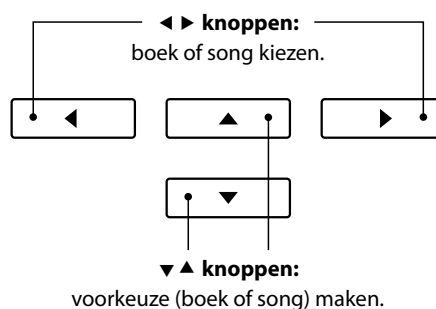 ◀ ▶ knoppen:
boek of song kiezen.
◀
▲
▶
▼
▼ ▲ knoppen:
voorkeuze (boek of song) maken.